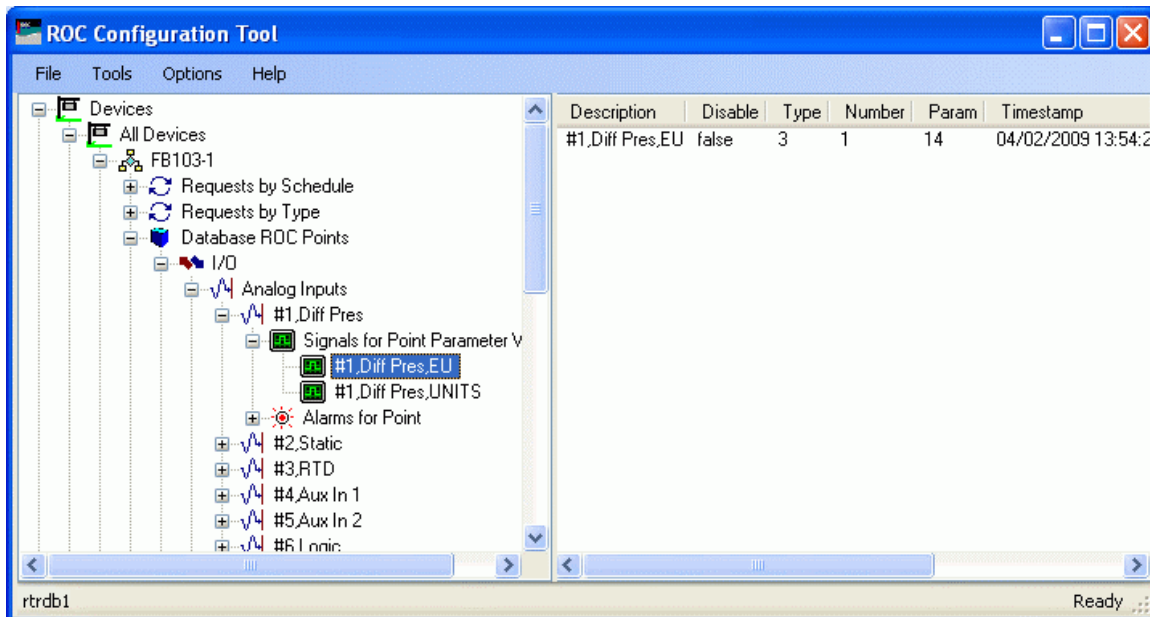 ROC Configuration Tool
File Tools Options Help
Devices
All Devices
FB103-1
Requests by Schedule
Requests by Type
Database ROC Points
I/O
Analog Inputs
#1,Diff Pres
Signals for Point Parameter V
#1,Diff Pres,EU
#1,Diff Pres,UNITS
Alarms for Point
#2,Static
#3,RTD
#4,Aux In 1
#5,Aux In 2
#6,Logic
Description Disable Type Number Param Timestamp
#1,Diff Pres,EU false 3 1 14 04/02/2009 13:54:2
rtrdb1 Ready